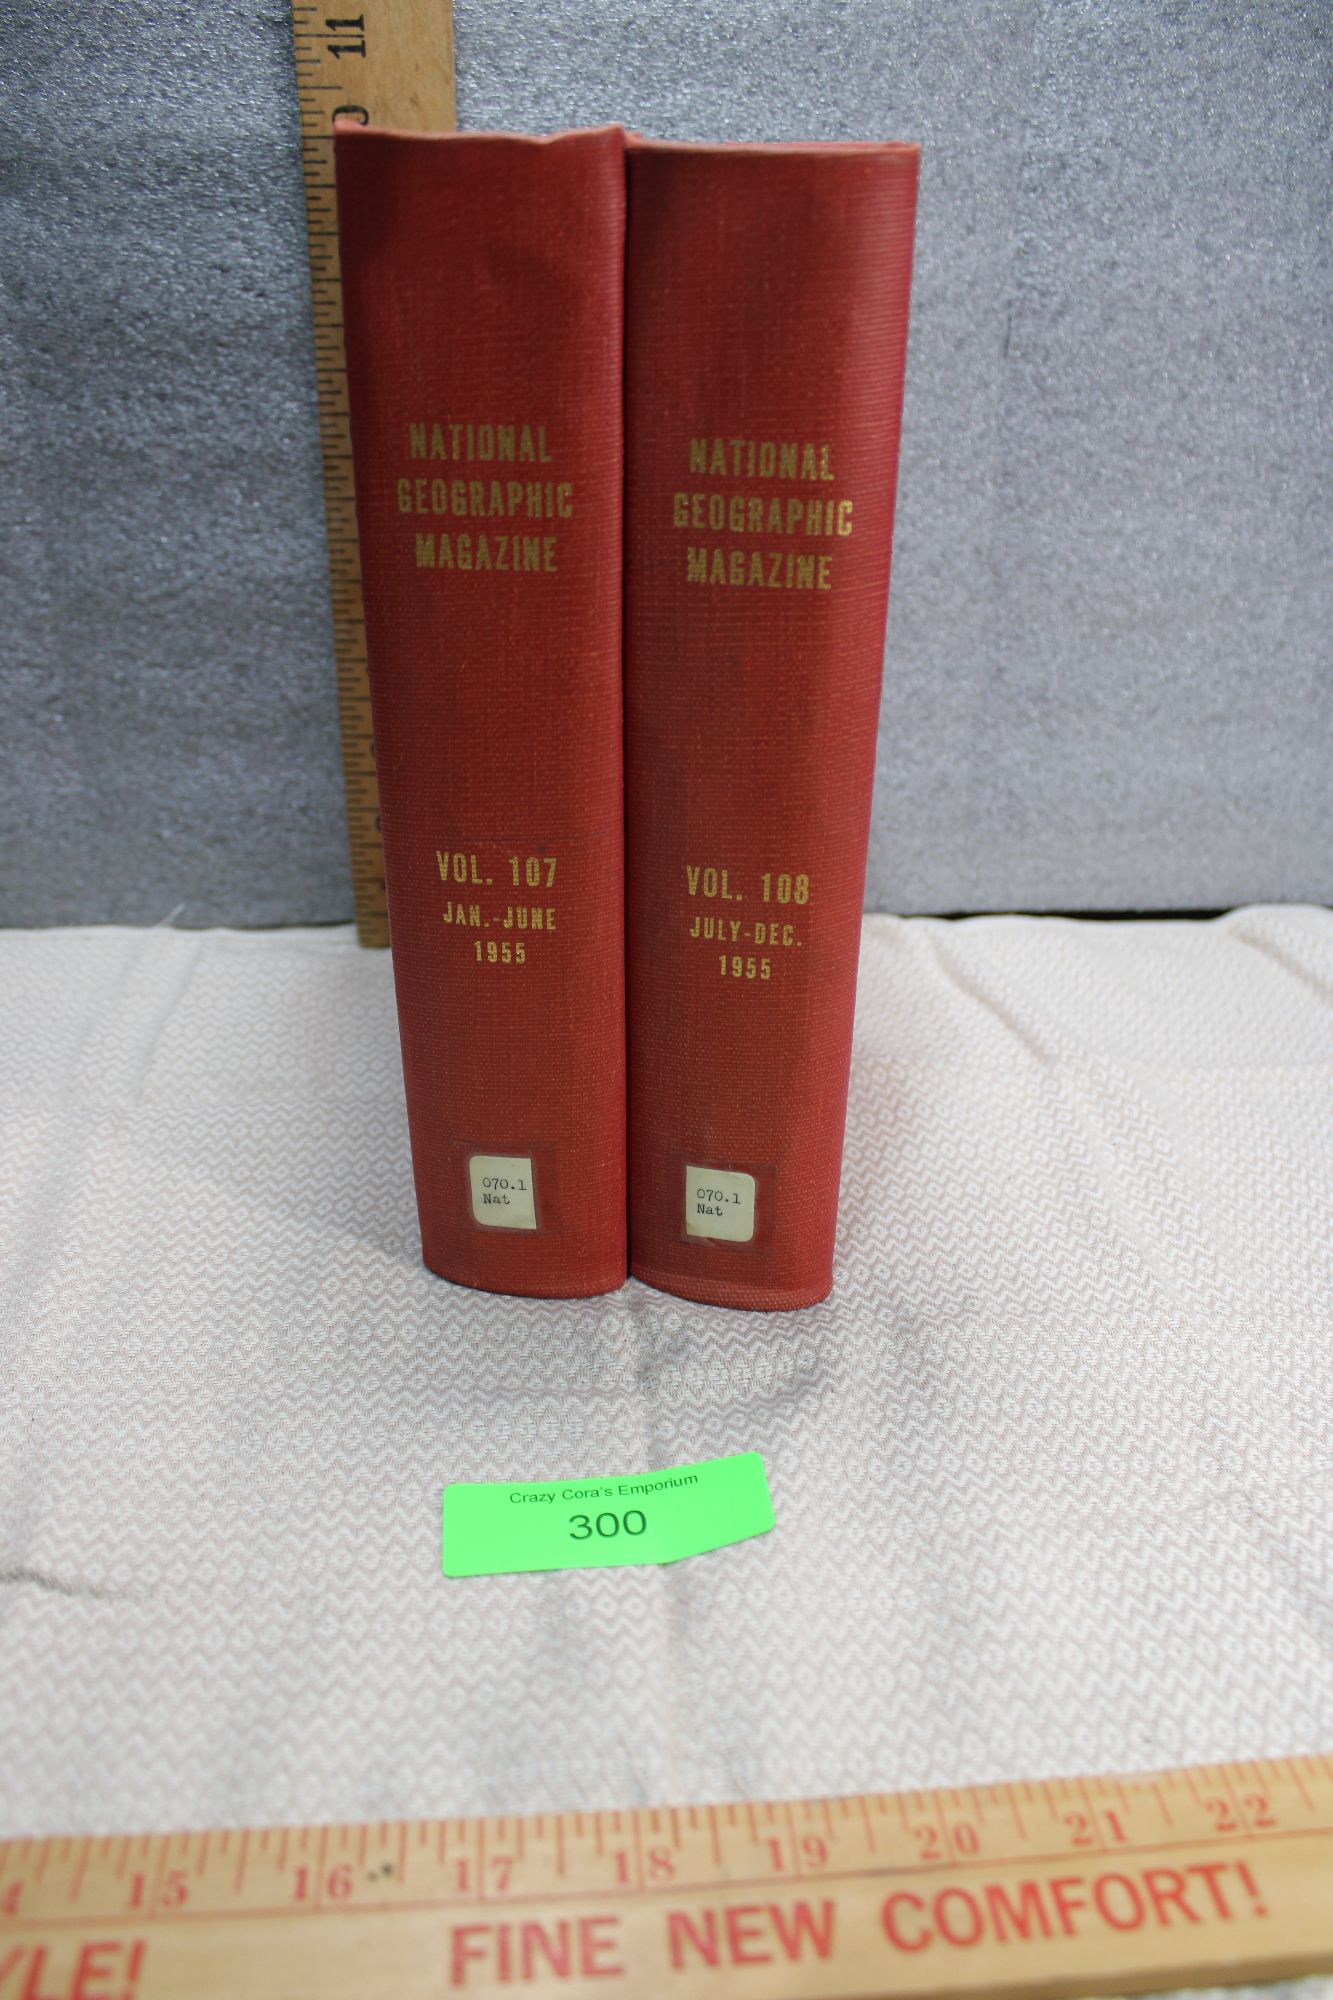 11
NATIONAL
GEOGRAPHIC
MAGAZINE
VOL. 107
JAN.-JUNE
1955
070.1
Nat
NATIONAL
GEOGRAPHIC
MAGAZINE
VOL. 108
JULY-DEC.
1955
070.1
Nat
Crazy Cora's Emporium
300
15 16 17 18 19 20 21 22
YLE! FINE NEW COMFORT!